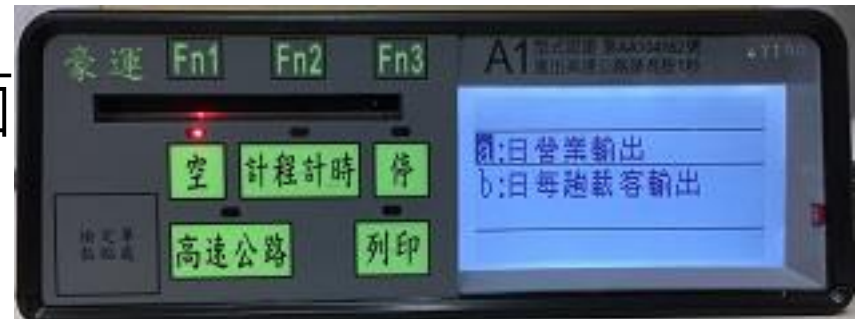 面
豪運 Fn1 Fn2 Fn3
A1
空 計程計時 停
高速公路 列印
a:日營業輸出
b:日每趟載客輸出